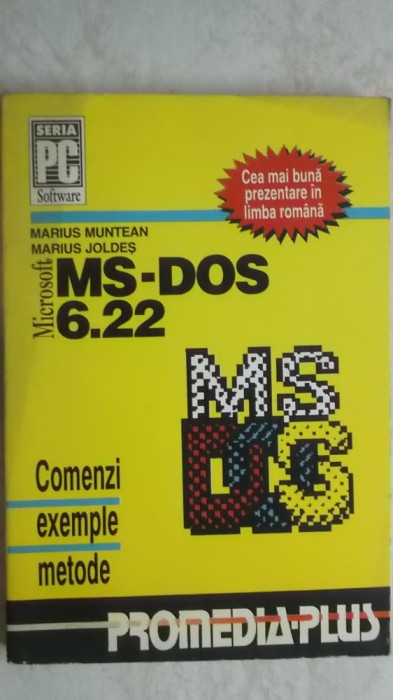 SERIA
PC
Software
Cea mai bună
prezentare în
limba română
MARIUS MUNTEAN
MARIUS JOLDEȘ
Microsoft
MS-DOS
6.22
MS
DOS
Comenzi
exemple
metode
PROMEDIA-PLUS